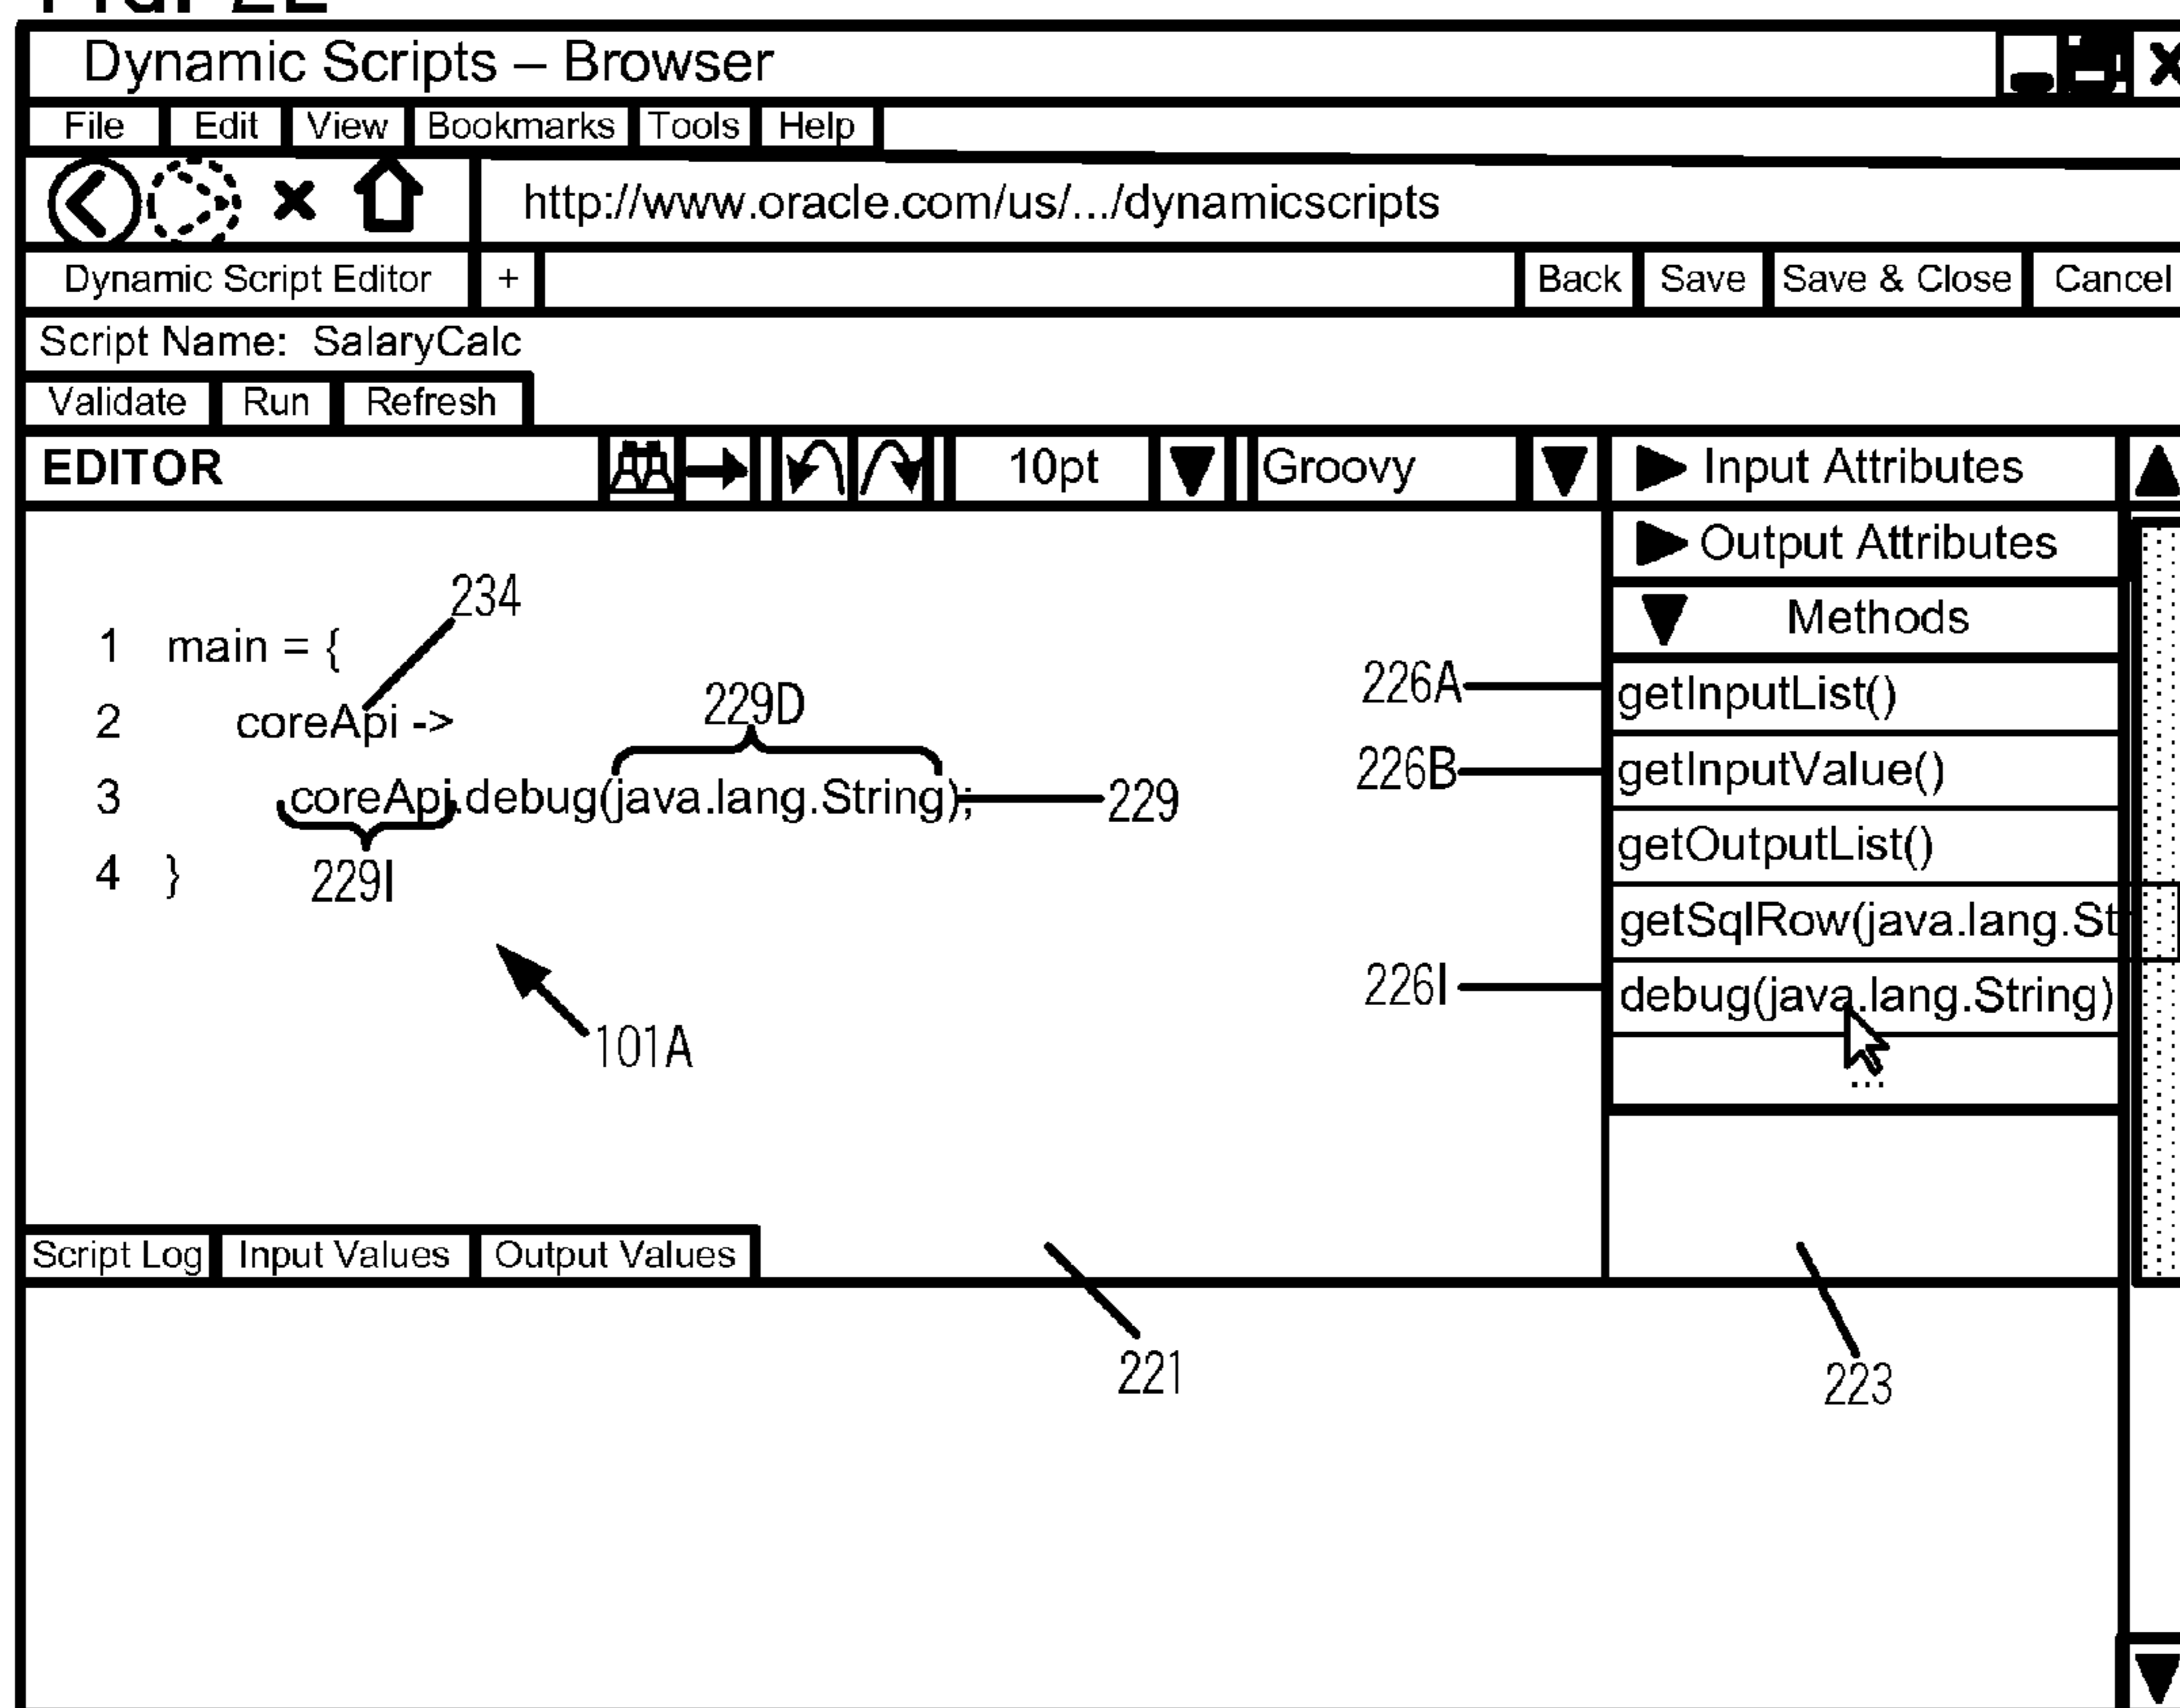 Dynamic Scripts – Browser
File Edit View Bookmarks Tools Help
http://www.oracle.com/us/.../dynamicscripts
Dynamic Script Editor + Back Save Save & Close Cancel
Script Name: SalaryCalc
Validate Run Refresh
EDITOR 10pt Groovy Input Attributes
Output Attributes
234
1 main = { Methods
226A getInputList()
2 coreApi -> 229D
226B getInputValue()
3 coreApi.debug(java.lang.String); 229
getOutputList()
4 } 229I
getSqlRow(java.lang.St
226I debug(java.lang.String)
101A
...
Script Log Input Values Output Values
221 223